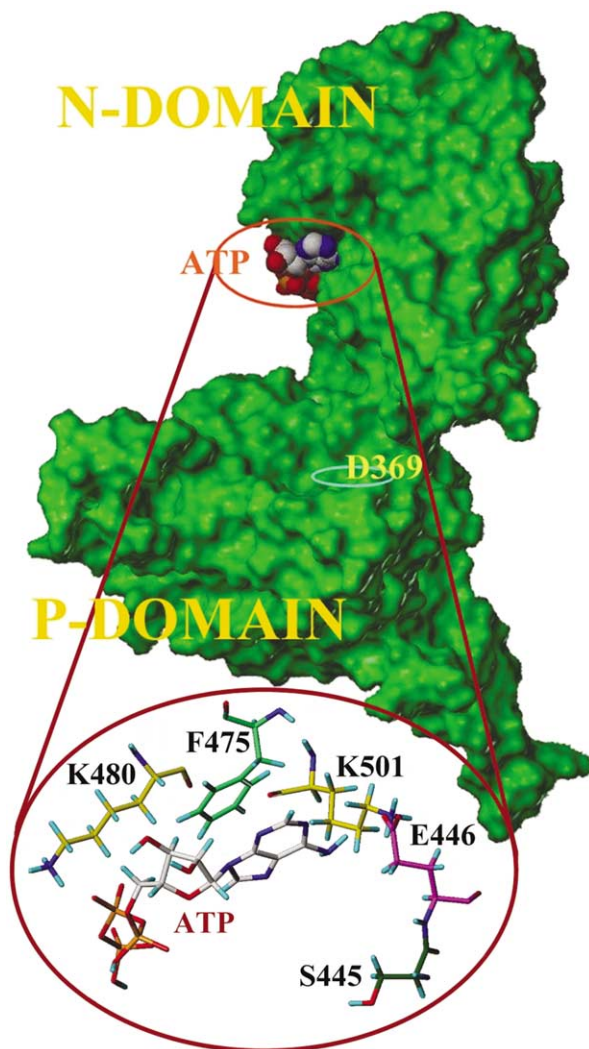 N-DOMAIN
ATP
D369
P-DOMAIN
F475
K480
K501
E446
ATP
S445